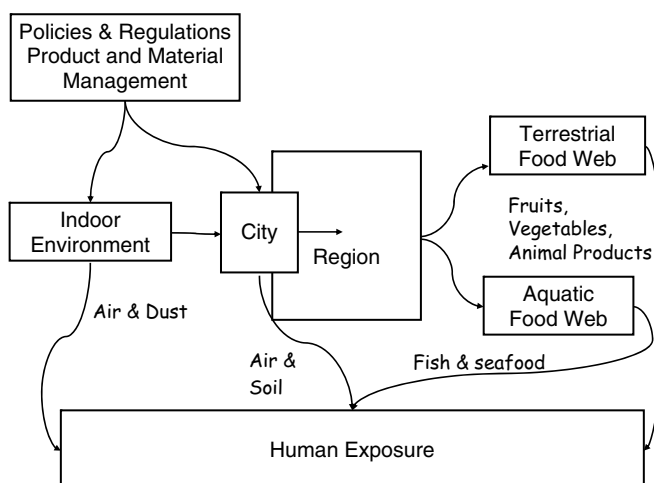 Policies & Regulations
Product and Material
Management
Terrestrial
Food Web
Fruits,
Vegetables,
Animal Products
Indoor
Environment
City
Region
Aquatic
Food Web
Air & Dust
Air &
Soil
Fish & seafood
Human Exposure